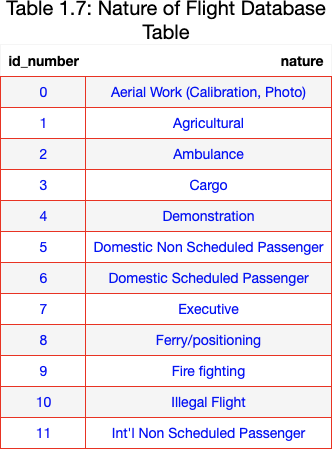 Table 1.7: Nature of Flight Database
Table
id_number nature
0 Aerial Work (Calibration, Photo)
1 Agricultural
2 Ambulance
3 Cargo
4 Demonstration
5 Domestic Non Scheduled Passenger
6 Domestic Scheduled Passenger
7 Executive
8 Ferry/positioning
9 Fire fighting
10 Illegal Flight
11 Int'l Non Scheduled Passenger